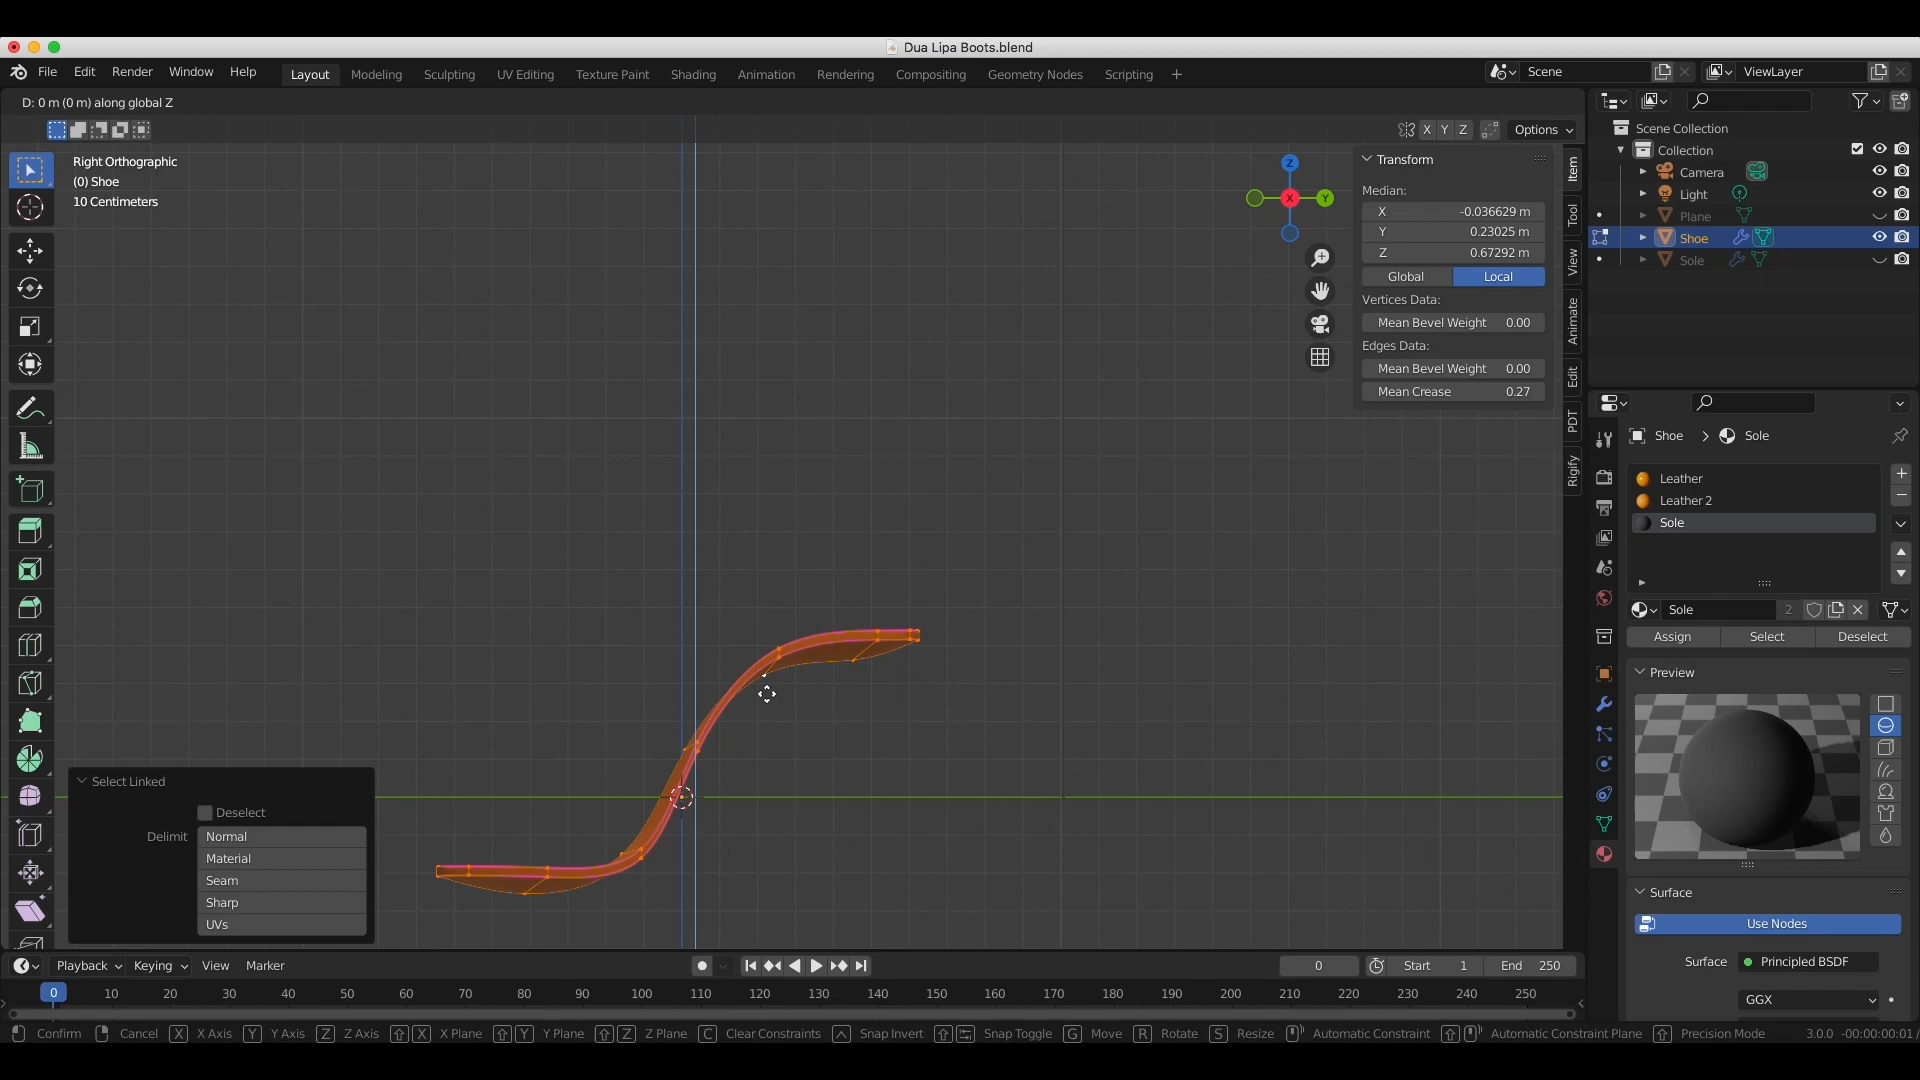 Dua Lipa Boots.blend
File Edit Render Window Help Layout Modeling Sculpting UV Editing Texture Paint Shading Animation Rendering Compositing Geometry Nodes Scripting + Scene ViewLayer
D: 0 m (0 m) along global Z
X Y Z Options
Right Orthographic
(0) Shoe
10 Centimeters
Z
X
Y
Transform
Median:
X -0.036629 m
Y 0.23025 m
Z 0.67292 m
Global Local
Vertices Data:
Mean Bevel Weight 0.00
Edges Data:
Mean Bevel Weight 0.00
Mean Crease 0.27
Item
Tool
View
Animate
Edit
PDT
Rigify
Scene Collection
Collection
Camera
Light
Plane
Shoe
Sole
Shoe > Sole
Leather
Leather 2
Sole
Sole 2
Assign Select Deselect
Preview
Surface
Use Nodes
Surface Principled BSDF
GGX
Select Linked
Deselect
Delimit Normal
Material
Seam
Sharp
UVs
Playback Keying View Marker 0 Start 1 End 250
0 10 20 30 40 50 60 70 80 90 100 110 120 130 140 150 160 170 180 190 200 210 220 230 240 250
Confirm Cancel X X Axis Y Y Axis Z Z Axis X X Plane Y Y Plane Z Z Plane C Clear Constraints Snap Invert Snap Toggle G Move R Rotate S Resize Automatic Constraint Automatic Constraint Plane Precision Mode 3.0.0 -00:00:00:01 /